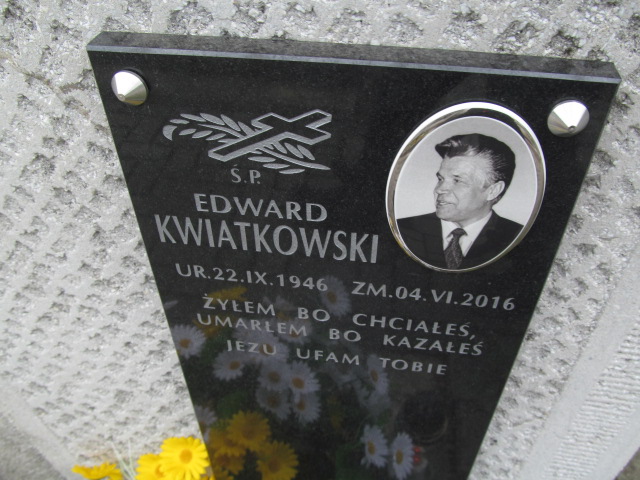 Ś.P.
EDWARD
KWIATKOWSKI
UR.22.IX.1946 ZM.04.VI.2016
ŻYŁEM BO CHCIAŁEŚ,
UMARŁEM BO KAZAŁEŚ
JEZU UFAM TOBIE